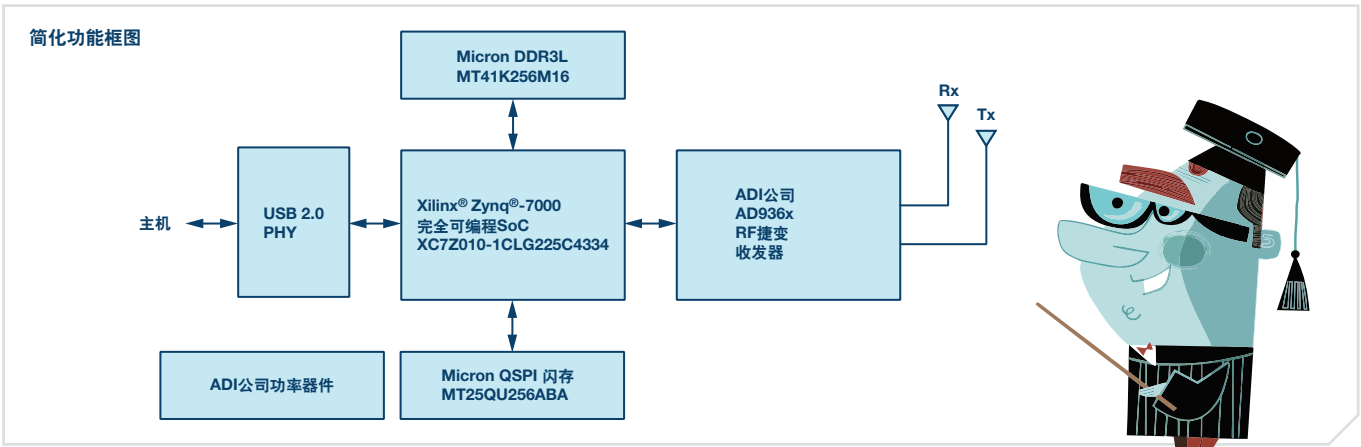 简化功能框图
Micron DDR3L
MT41K256M16
Rx
Tx
主机
USB 2.0
PHY
Xilinx® Zynq®-7000
完全可编程SoC
XC7Z010-1CLG225C4334
ADI公司
AD936x
RF捷变
收发器
ADI公司功率器件
Micron QSPI 闪存
MT25QU256ABA